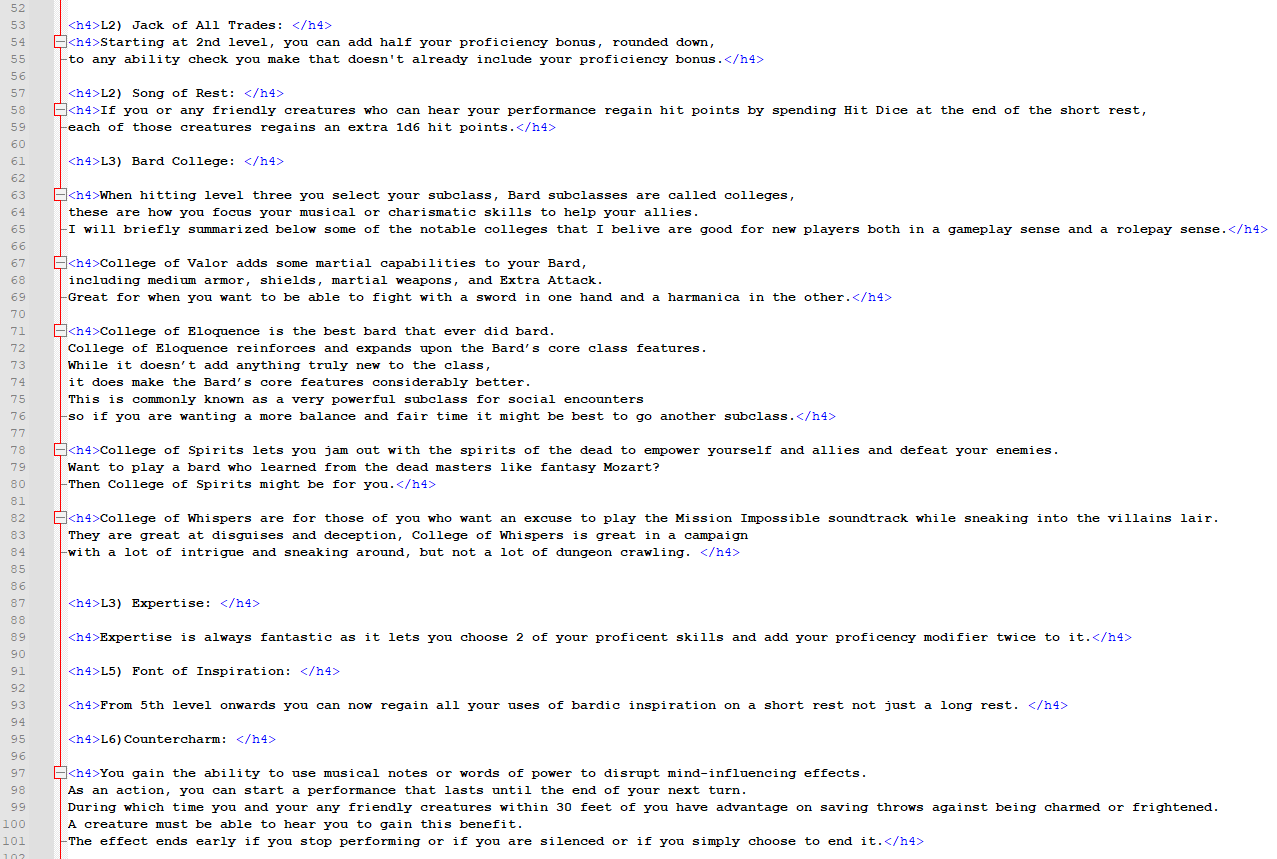 52
53 <h4>L2) Jack of All Trades: </h4>
54 <h4>Starting at 2nd level, you can add half your proficiency bonus, rounded down,
55 to any ability check you make that doesn't already include your proficiency bonus.</h4>
56
57 <h4>L2) Song of Rest: </h4>
58 <h4>If you or any friendly creatures who can hear your performance regain hit points by spending Hit Dice at the end of the short rest,
59 each of those creatures regains an extra 1d6 hit points.</h4>
60
61 <h4>L3) Bard College: </h4>
62
63 <h4>When hitting level three you select your subclass, Bard subclasses are called colleges,
64 these are how you focus your musical or charismatic skills to help your allies.
65 I will briefly summarized below some of the notable colleges that I belive are good for new players both in a gameplay sense and a rolepay sense.</h4>
66
67 <h4>College of Valor adds some martial capabilities to your Bard,
68 including medium armor, shields, martial weapons, and Extra Attack.
69 Great for when you want to be able to fight with a sword in one hand and a harmanica in the other.</h4>
70
71 <h4>College of Eloquence is the best bard that ever did bard.
72 College of Eloquence reinforces and expands upon the Bard’s core class features.
73 While it doesn’t add anything truly new to the class,
74 it does make the Bard’s core features considerably better.
75 This is commonly known as a very powerful subclass for social encounters
76 so if you are wanting a more balance and fair time it might be best to go another subclass.</h4>
77
78 <h4>College of Spirits lets you jam out with the spirits of the dead to empower yourself and allies and defeat your enemies.
79 Want to play a bard who learned from the dead masters like fantasy Mozart?
80 Then College of Spirits might be for you.</h4>
81
82 <h4>College of Whispers are for those of you who want an excuse to play the Mission Impossible soundtrack while sneaking into the villains lair.
83 They are great at disguises and deception, College of Whispers is great in a campaign
84 with a lot of intrigue and sneaking around, but not a lot of dungeon crawling. </h4>
85
86
87 <h4>L3) Expertise: </h4>
88
89 <h4>Expertise is always fantastic as it lets you choose 2 of your proficent skills and add your proficency modifier twice to it.</h4>
90
91 <h4>L5) Font of Inspiration: </h4>
92
93 <h4>From 5th level onwards you can now regain all your uses of bardic inspiration on a short rest not just a long rest. </h4>
94
95 <h4>L6)Countercharm: </h4>
96
97 <h4>You gain the ability to use musical notes or words of power to disrupt mind-influencing effects.
98 As an action, you can start a performance that lasts until the end of your next turn.
99 During which time you and your any friendly creatures within 30 feet of you have advantage on saving throws against being charmed or frightened.
100 A creature must be able to hear you to gain this benefit.
101 The effect ends early if you stop performing or if you are silenced or if you simply choose to end it.</h4>
102